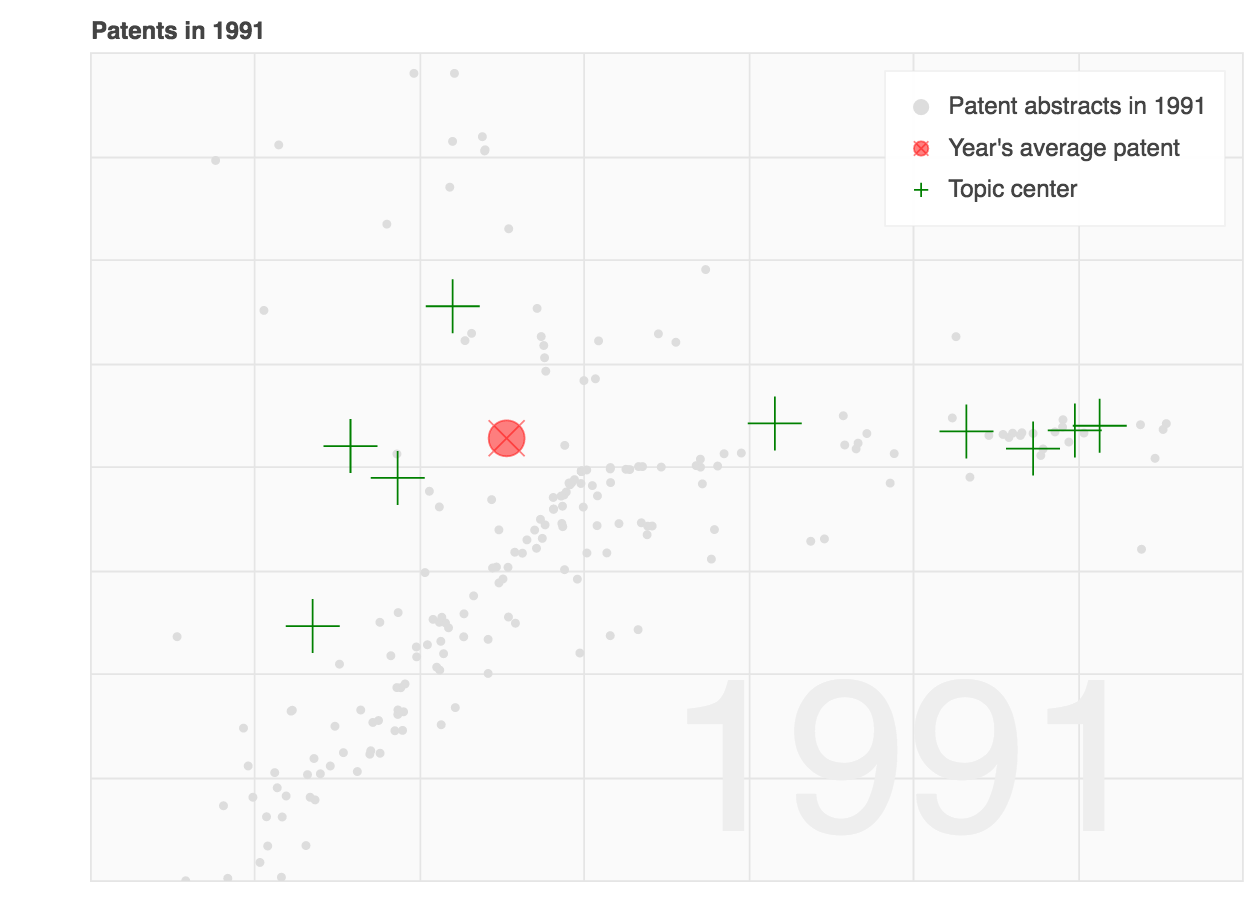 Patents in 1991
Patent abstracts in 1991
Year's average patent
Topic center
1991